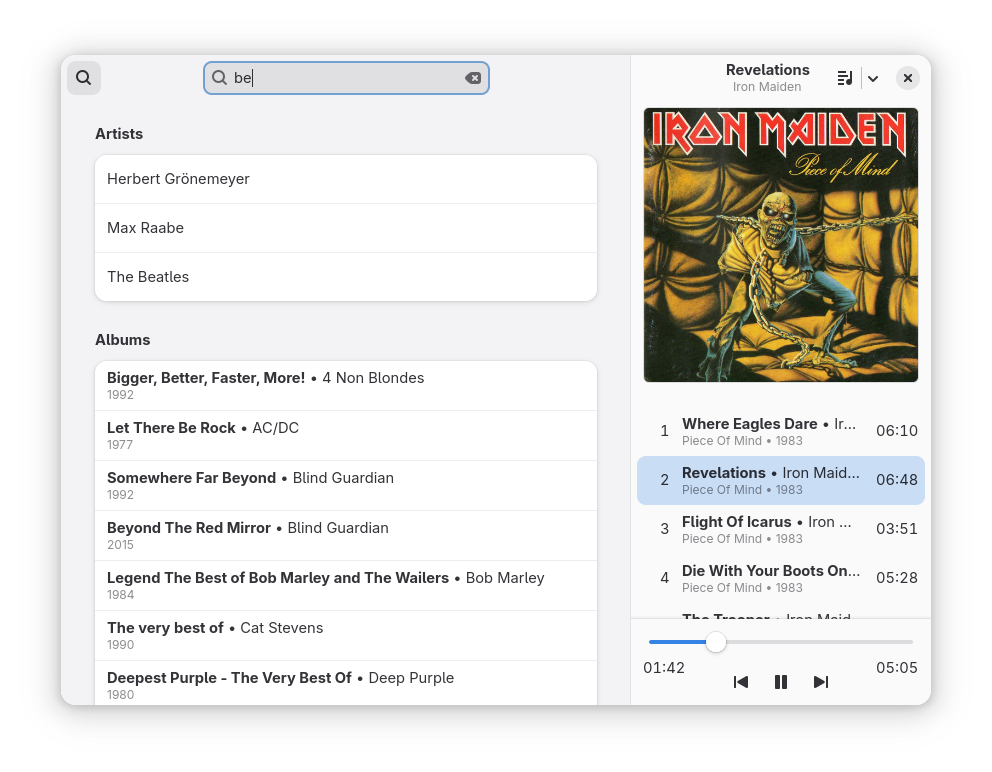 be
Artists
Herbert Grönemeyer
Max Raabe
The Beatles
Albums
Bigger, Better, Faster, More! • 4 Non Blondes
1992
Let There Be Rock • AC/DC
1977
Somewhere Far Beyond • Blind Guardian
1992
Beyond The Red Mirror • Blind Guardian
2015
Legend The Best of Bob Marley and The Wailers • Bob Marley
1984
The very best of • Cat Stevens
1990
Deepest Purple - The Very Best Of • Deep Purple
1980
Revelations
Iron Maiden
IRON MAIDEN
Piece of Mind
1 Where Eagles Dare • Ir... 06:10
Piece Of Mind • 1983
2 Revelations • Iron Maid... 06:48
Piece Of Mind • 1983
3 Flight Of Icarus • Iron ... 03:51
Piece Of Mind • 1983
4 Die With Your Boots On... 05:28
Piece Of Mind • 1983
The Trooper • Iron Maid...
01:42 05:05